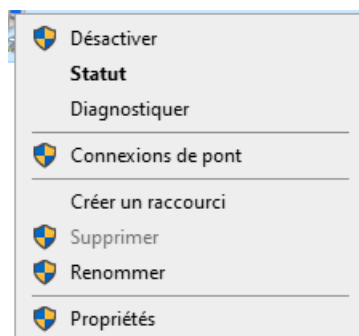 Désactiver
Statut
Diagnostiquer
Connexions de pont
Créer un raccourci
Supprimer
Renommer
Propriétés